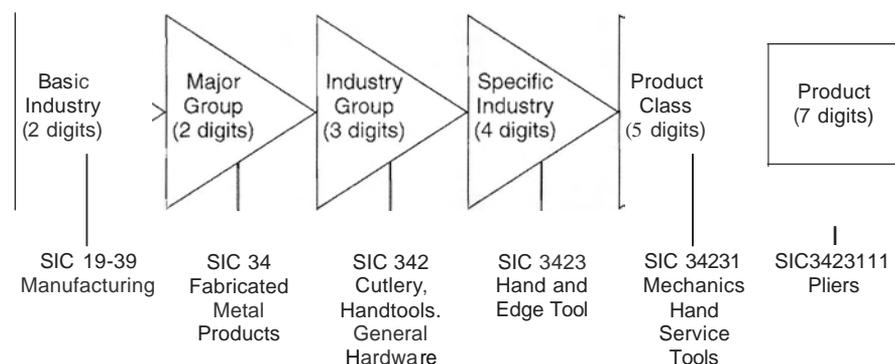 Basic
Industry
(2 digits)
Major
Group
(2 digits)
Industry
Group
(3 digits)
Specific
Industry
(4 digits)
Product
Class
(5 digits)
Product
(7 digits)
SIC 19-39
Manufacturing
SIC 34
Fabricated
Metal
Products
SIC 342
Cutlery,
Handtools.
General
Hardware
SIC 3423
Hand and
Edge Tool
SIC 34231
Mechanics
Hand
Service
Tools
SIC3423111
Pliers